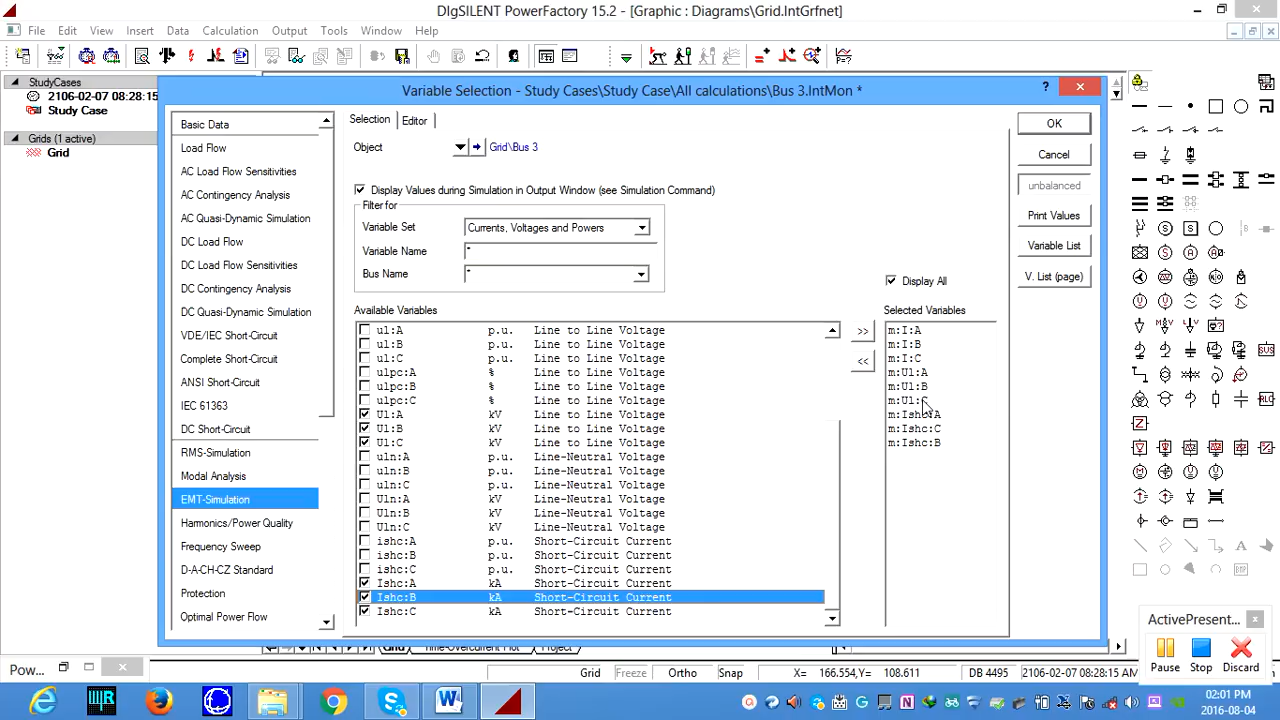 DIgSILENT PowerFactory 15.2 - [Graphic : Diagrams\Grid.IntGrfnet]
File Edit View Insert Data Calculation Output Tools Window Help
StudyCases
2106-02-07 08:28:15
Study Case
Grids (1 active)
Grid
Variable Selection - Study Cases\Study Case\All calculations\Bus 3.IntMon *
?
Basic Data
Load Flow
AC Load Flow Sensitivities
AC Contingency Analysis
AC Quasi-Dynamic Simulation
DC Load Flow
DC Load Flow Sensitivities
DC Contingency Analysis
DC Quasi-Dynamic Simulation
VDE/IEC Short-Circuit
Complete Short-Circuit
ANSI Short-Circuit
IEC 61363
DC Short-Circuit
RMS-Simulation
Modal Analysis
EMT-Simulation
Harmonics/Power Quality
Frequency Sweep
D-A-CH-CZ Standard
Protection
Optimal Power Flow
Selection Editor
Object Grid\Bus 3
Display Values during Simulation in Output Window (see Simulation Command)
Filter for
Variable Set Currents, Voltages and Powers
Variable Name *
Bus Name *
Display All
Available Variables
ul:A p.u. Line to Line Voltage
ul:B p.u. Line to Line Voltage
ul:C p.u. Line to Line Voltage
ulpc:A % Line to Line Voltage
ulpc:B % Line to Line Voltage
ulpc:C % Line to Line Voltage
Ul:A kV Line to Line Voltage
Ul:B kV Line to Line Voltage
Ul:C kV Line to Line Voltage
uln:A p.u. Line-Neutral Voltage
uln:B p.u. Line-Neutral Voltage
uln:C p.u. Line-Neutral Voltage
Uln:A kV Line-Neutral Voltage
Uln:B kV Line-Neutral Voltage
Uln:C kV Line-Neutral Voltage
ishc:A p.u. Short-Circuit Current
ishc:B p.u. Short-Circuit Current
ishc:C p.u. Short-Circuit Current
Ishc:A kA Short-Circuit Current
Ishc:B kA Short-Circuit Current
Ishc:C kA Short-Circuit Current
>>
<<
Selected Variables
m:I:A
m:I:B
m:I:C
m:Ul:A
m:Ul:B
m:Ul:C
m:Ishc:A
m:Ishc:C
m:Ishc:B
OK
Cancel
unbalanced
Print Values
Variable List
V. List (page)
Grid Time-Overcurrent Plot Project
Pow...
Grid Freeze Ortho Snap X= 166.554,Y= 108.611 DB 4495 2106-02-07 08:28:15 AM
ActivePresent...
Pause Stop Discard
02:01 PM
2016-08-04